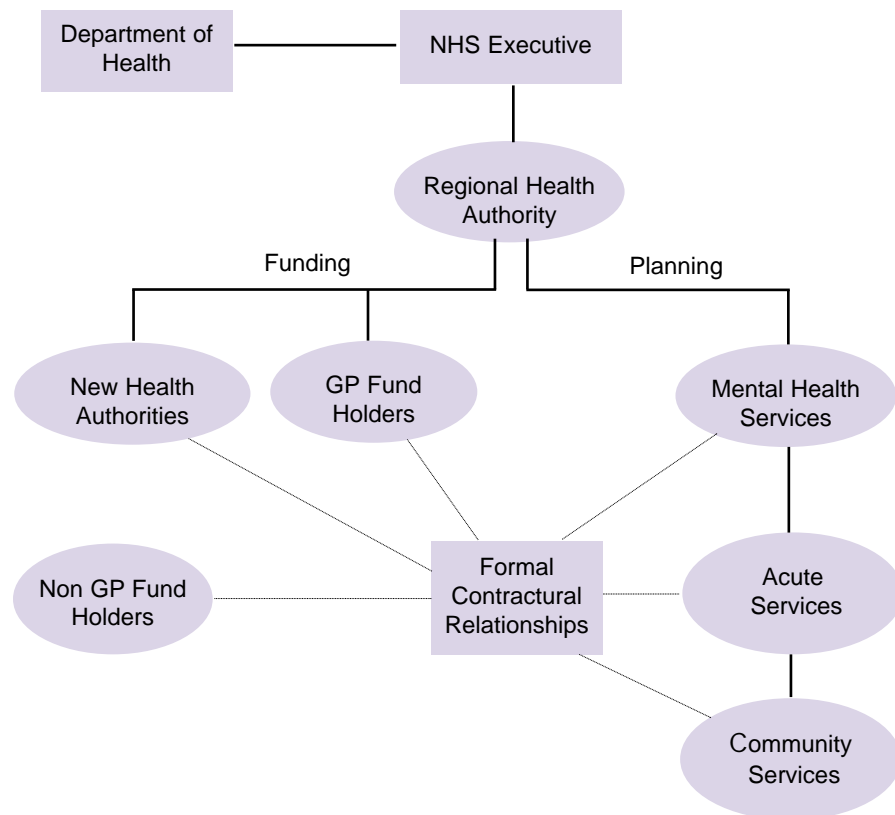 Department of
Health
NHS Executive
Regional Health
Authority
Funding
Planning
New Health
Authorities
GP Fund
Holders
Mental Health
Services
Non GP Fund
Holders
Formal
Contractural
Relationships
Acute
Services
Community
Services